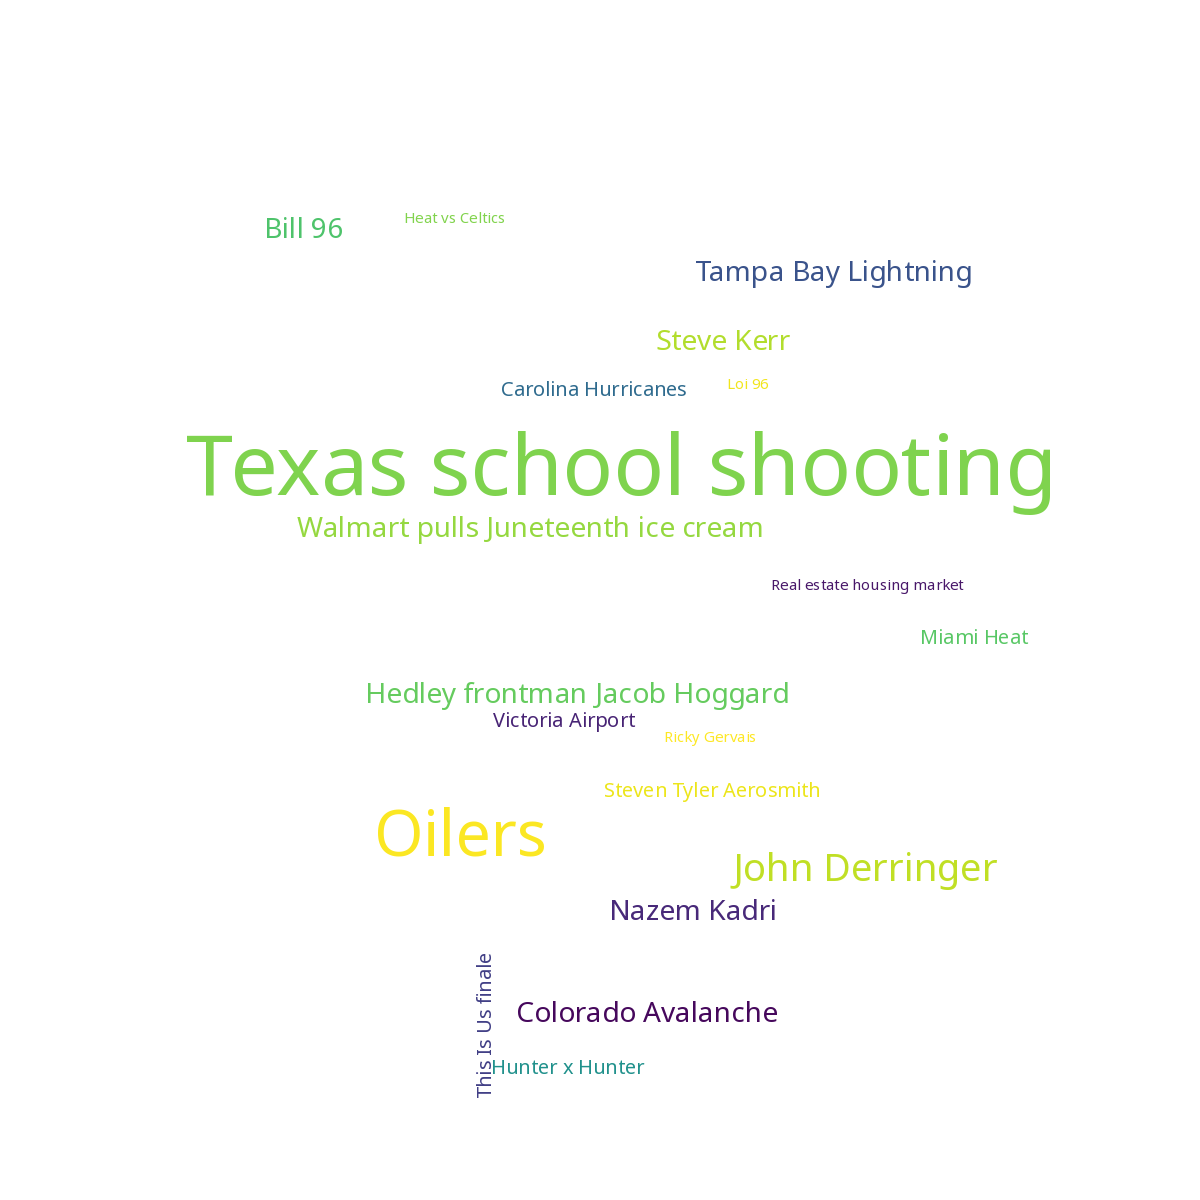 Heat vs Celtics
Bill 96
Tampa Bay Lightning
Steve Kerr
Loi 96
Carolina Hurricanes
Texas school shooting
Walmart pulls Juneteenth ice cream
Real estate housing market
Miami Heat
Hedley frontman Jacob Hoggard
Victoria Airport
Ricky Gervais
Steven Tyler Aerosmith
Oilers
John Derringer
Nazem Kadri
This Is Us finale
Colorado Avalanche
Hunter x Hunter